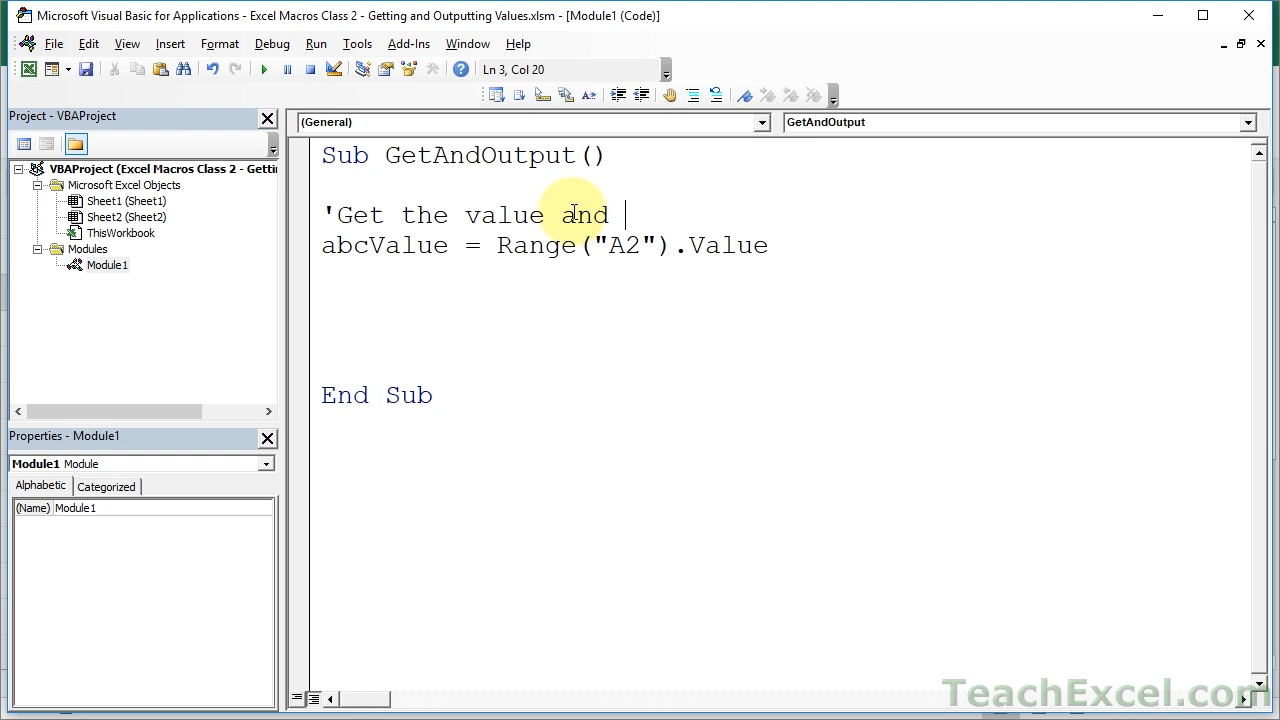 Microsoft Visual Basic for Applications - Excel Macros Class 2 - Getting and Outputting Values.xlsm - [Module1 (Code)]
File Edit View Insert Format Debug Run Tools Add-Ins Window Help
Ln 3, Col 20
Project - VBAProject
(General)
GetAndOutput
VBAProject (Excel Macros Class 2 - Getti
Microsoft Excel Objects
Sheet1 (Sheet1)
Sheet2 (Sheet2)
ThisWorkbook
Modules
Module1
Sub GetAndOutput()
'Get the value and
abcValue = Range("A2").Value
End Sub
Properties - Module1
Module1 Module
Alphabetic Categorized
(Name) Module1
TeachExcel.com